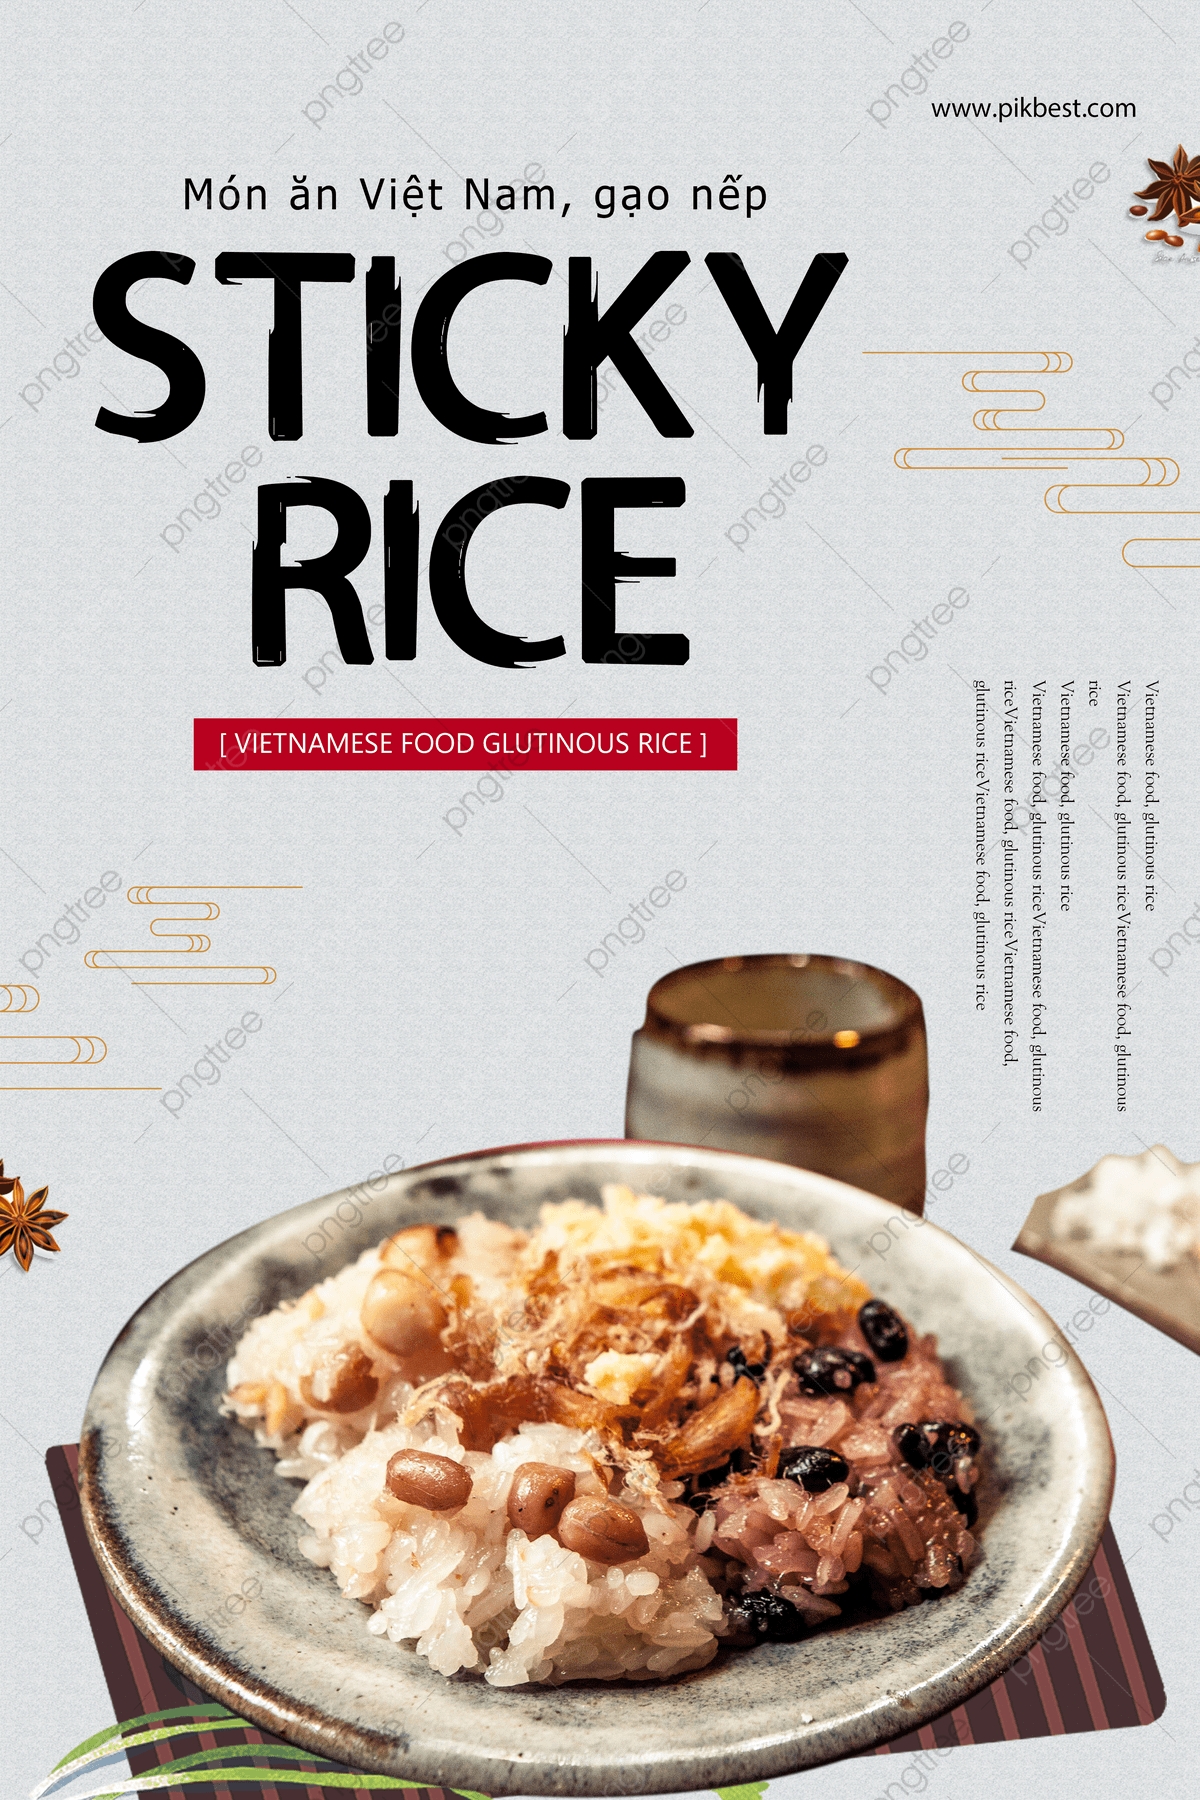 www.pikbest.com
Món ăn Việt Nam, gạo nếp
STICKY
RICE
[ VIETNAMESE FOOD GLUTINOUS RICE ]
Vietnamese food, glutinous rice
Vietnamese food, glutinous riceVietnamese food, glutinous
rice
Vietnamese food, glutinous rice
Vietnamese food, glutinous riceVietnamese food, glutinous
riceVietnamese food, glutinous riceVietnamese food,
glutinous riceVietnamese food, glutinous rice
pngtree